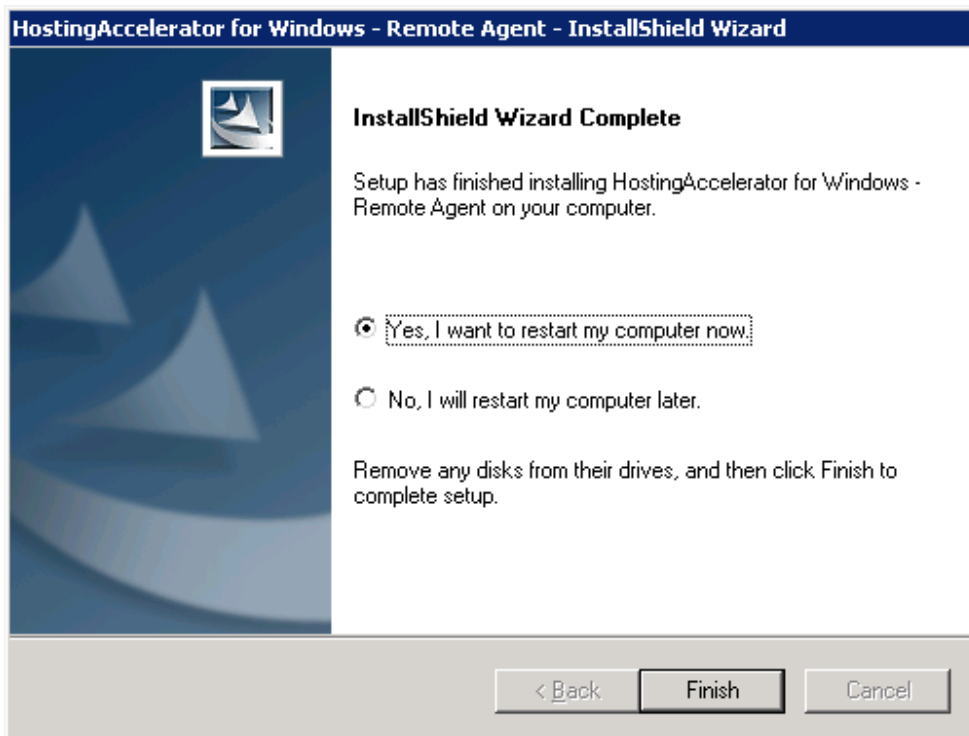 HostingAccelerator for Windows - Remote Agent - InstallShield Wizard
InstallShield Wizard Complete
Setup has finished installing HostingAccelerator for Windows -
Remote Agent on your computer.
Yes, I want to restart my computer now.
No, I will restart my computer later.
Remove any disks from their drives, and then click Finish to
complete setup.
< Back
Finish
Cancel